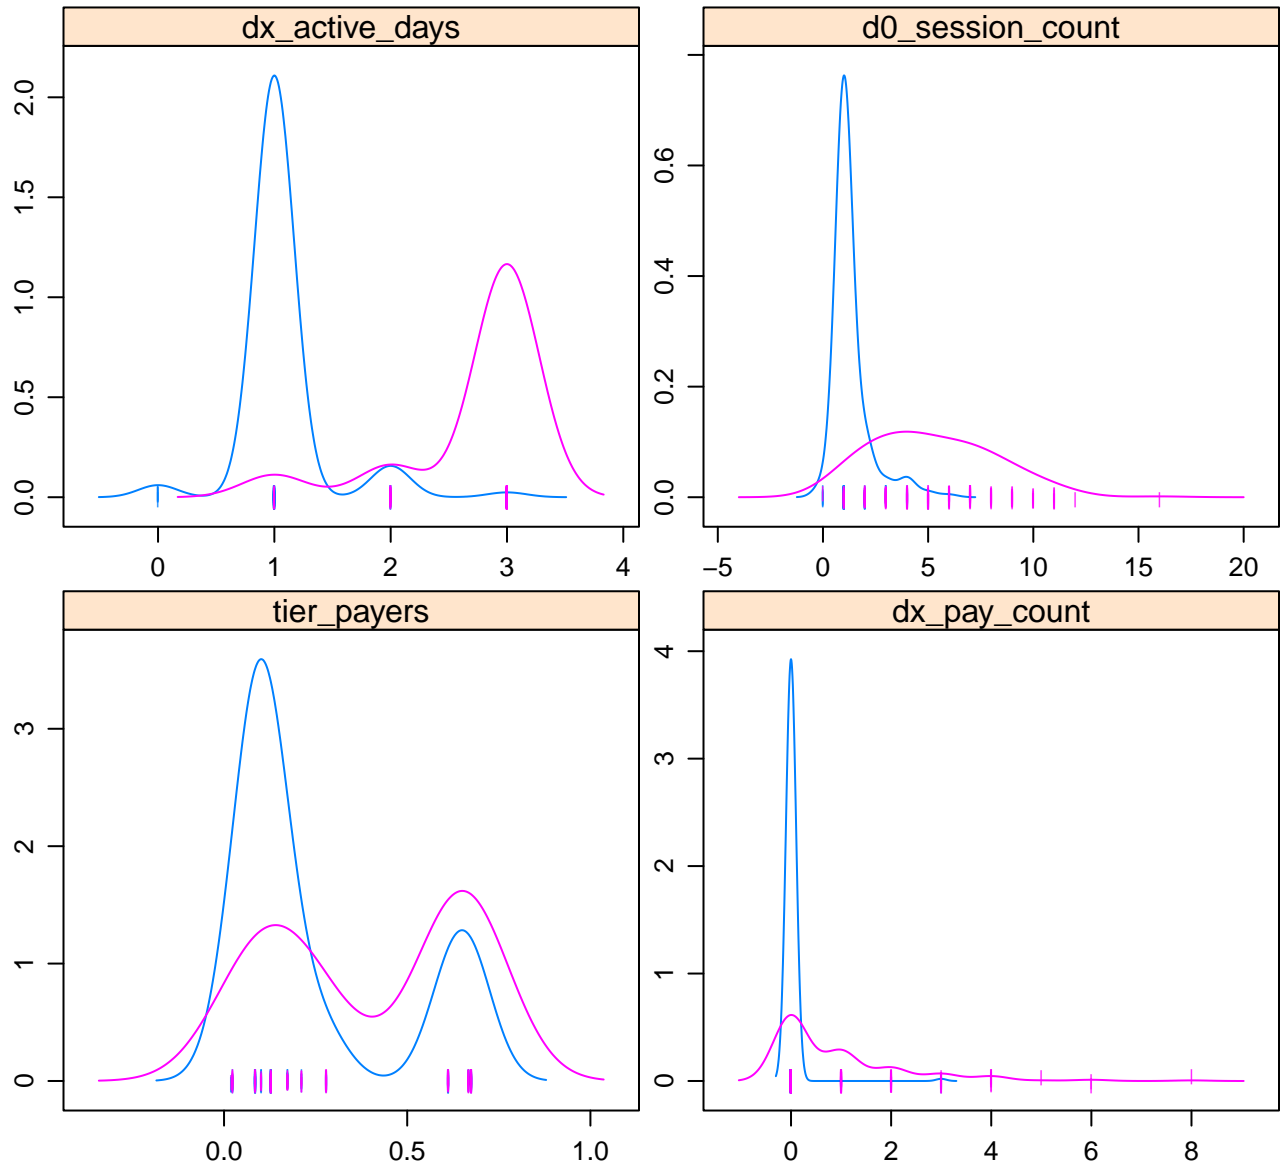 dx_active_days
0.0 0.5 1.0 1.5 2.0
0 1 2 3 4
d0_session_count
0.0 0.2 0.4 0.6
−5 0 5 10 15 20
tier_payers
0 1 2 3
0.0 0.5 1.0
dx_pay_count
0 1 2 3 4
0 2 4 6 8